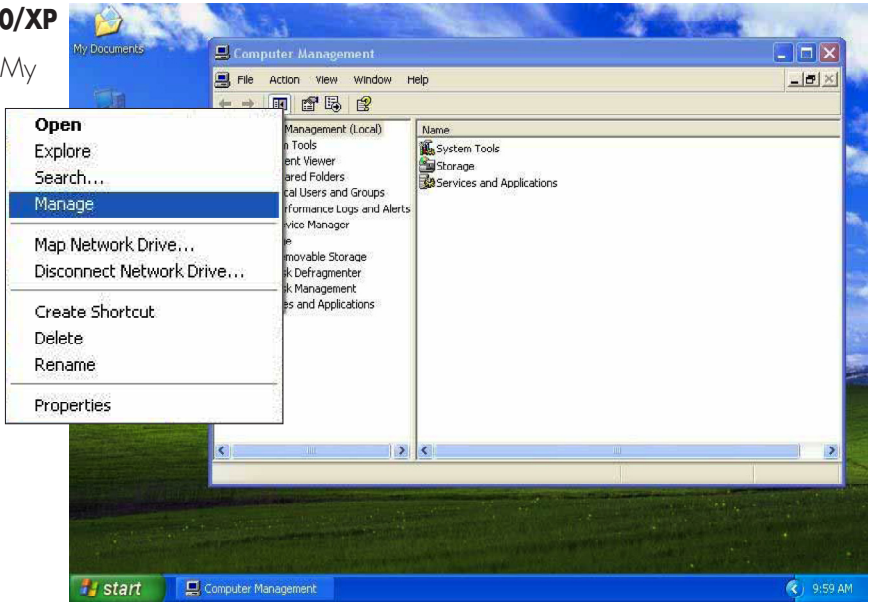 0/XP
My
My Documents
Computer Management
File Action View Window Help
Open
Explore
Search...
Manage
Map Network Drive...
Disconnect Network Drive...
Create Shortcut
Delete
Rename
Properties
Management (Local)
Tools
ent Viewer
ared Folders
cal Users and Groups
rformance Logs and Alerts
vice Manager
e
emovable Storage
k Defragmenter
k Management
es and Applications
Name
System Tools
Storage
Services and Applications
start
Computer Management
9:59 AM